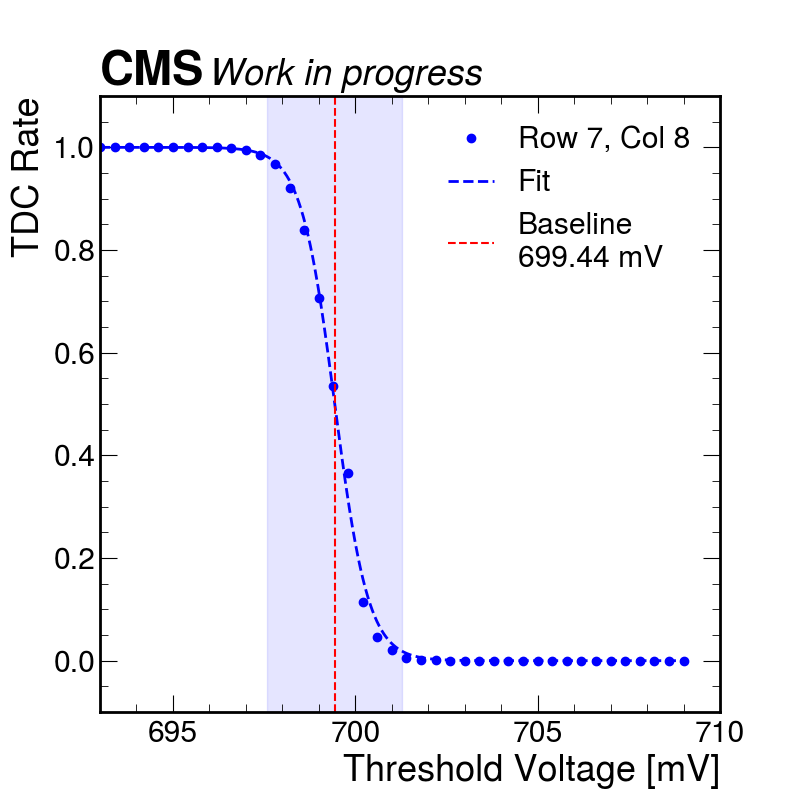 CMS Work in progress
TDC Rate
Row 7, Col 8
Fit
Baseline
699.44 mV
1.0
0.8
0.6
0.4
0.2
0.0
695 700 705 710
Threshold Voltage [mV]